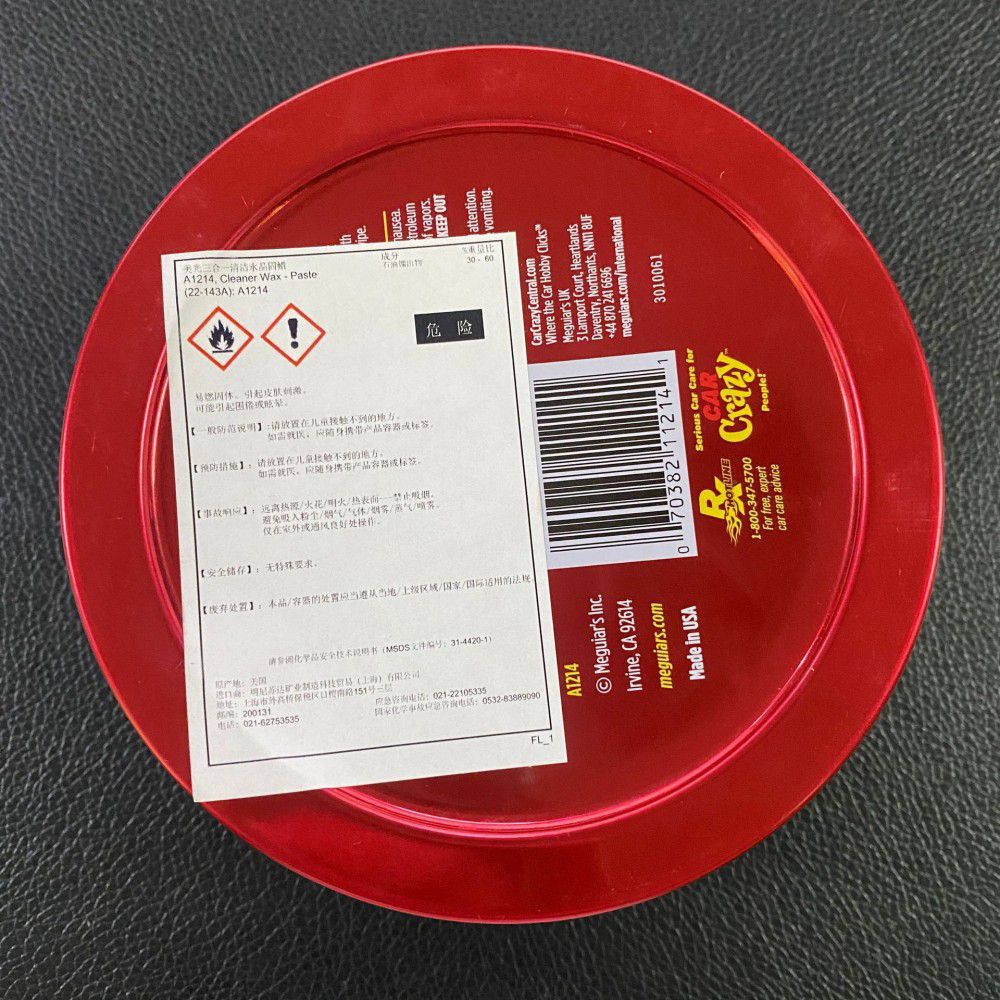 美光三合一清洁水晶固蜡
A1214, Cleaner Wax - Paste
(22-143A); A1214
成分 %重量比
石油馏出物 30 - 60
危 险
易燃固体。引起皮肤刺激。
可能引起困倦或眩晕。
【一般防范说明】:请放置在儿童接触不到的地方。
如需就医,应随身携带产品容器或标签。
【预防措施】: 请放置在儿童接触不到的地方。
如需就医,应随身携带产品容器或标签。
【事故响应】: 远离热源/火花/明火/热表面——禁止吸烟。
避免吸入粉尘/烟气/气体/烟雾/蒸气/喷雾。
仅在室外或通风良好处操作。
【安全储存】: 无特殊要求。
【废弃处置】: 本品/容器的处置应当遵从当地/上级区域/国家/国际适用的法规
请参阅化学品安全技术说明书 (MSDS文件编号: 31-4420-1)
原产地: 美国
进口商: 明尼苏达矿业制造科技贸易 (上海) 有限公司
地址: 上海市外高桥保税区日樱南路151号三层
邮编: 200131
电话: 021-62753535
应急咨询电话: 021-22105335
国家化学事故应急咨询电话: 0532-83889090
FL_1
nausea.
of vapors.
KEEP OUT
attention.
vomiting.
CarCrazyCentral.com
Where the Car Hobby Clicks™
Meguiar's UK
3 Lamport Court, Heartlands
Daventry, Northants, NN11 8UF
+44 870 241 6696
meguiars.com/international
3010061
0 70382 11214 1
Serious Car Care for
CAR
Crazy™
People!™
Rx
HOTLINE
1-800-347-5700
For free, expert
car care advice
A1214
© Meguiar's Inc.
Irvine, CA 92614
meguiars.com
Made in USA